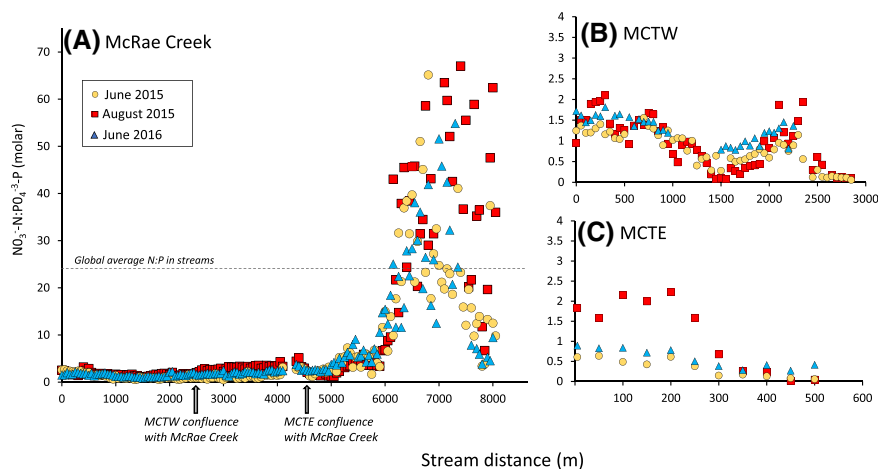 (A) McRae Creek
N03⁻-N:PO4⁻³-P (molar)
70
60
50
40
30
20
10
0
June 2015
August 2015
June 2016
Global average N:P in streams
0 1000 2000 3000 4000 5000 6000 7000 8000
MCTW confluence
with McRae Creek
MCTE confluence
with McRae Creek
(B) MCTW
4
3.5
3
2.5
2
1.5
1
0.5
0
0 500 1000 1500 2000 2500 3000
(C) MCTE
4
3.5
3
2.5
2
1.5
1
0.5
0
0 100 200 300 400 500 600
Stream distance (m)